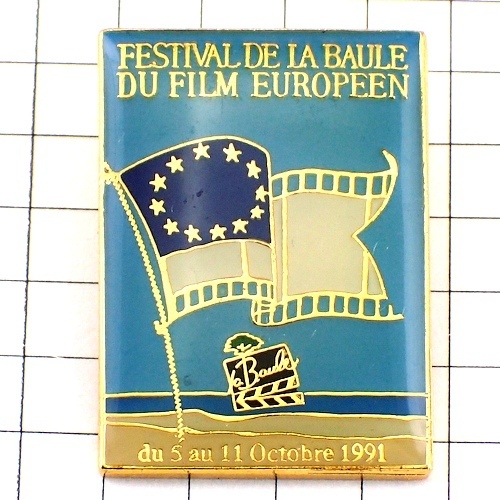 FESTIVAL DE LA BAULE
DU FILM EUROPEEN
La Baule
du 5 au 11 Octobre 1991